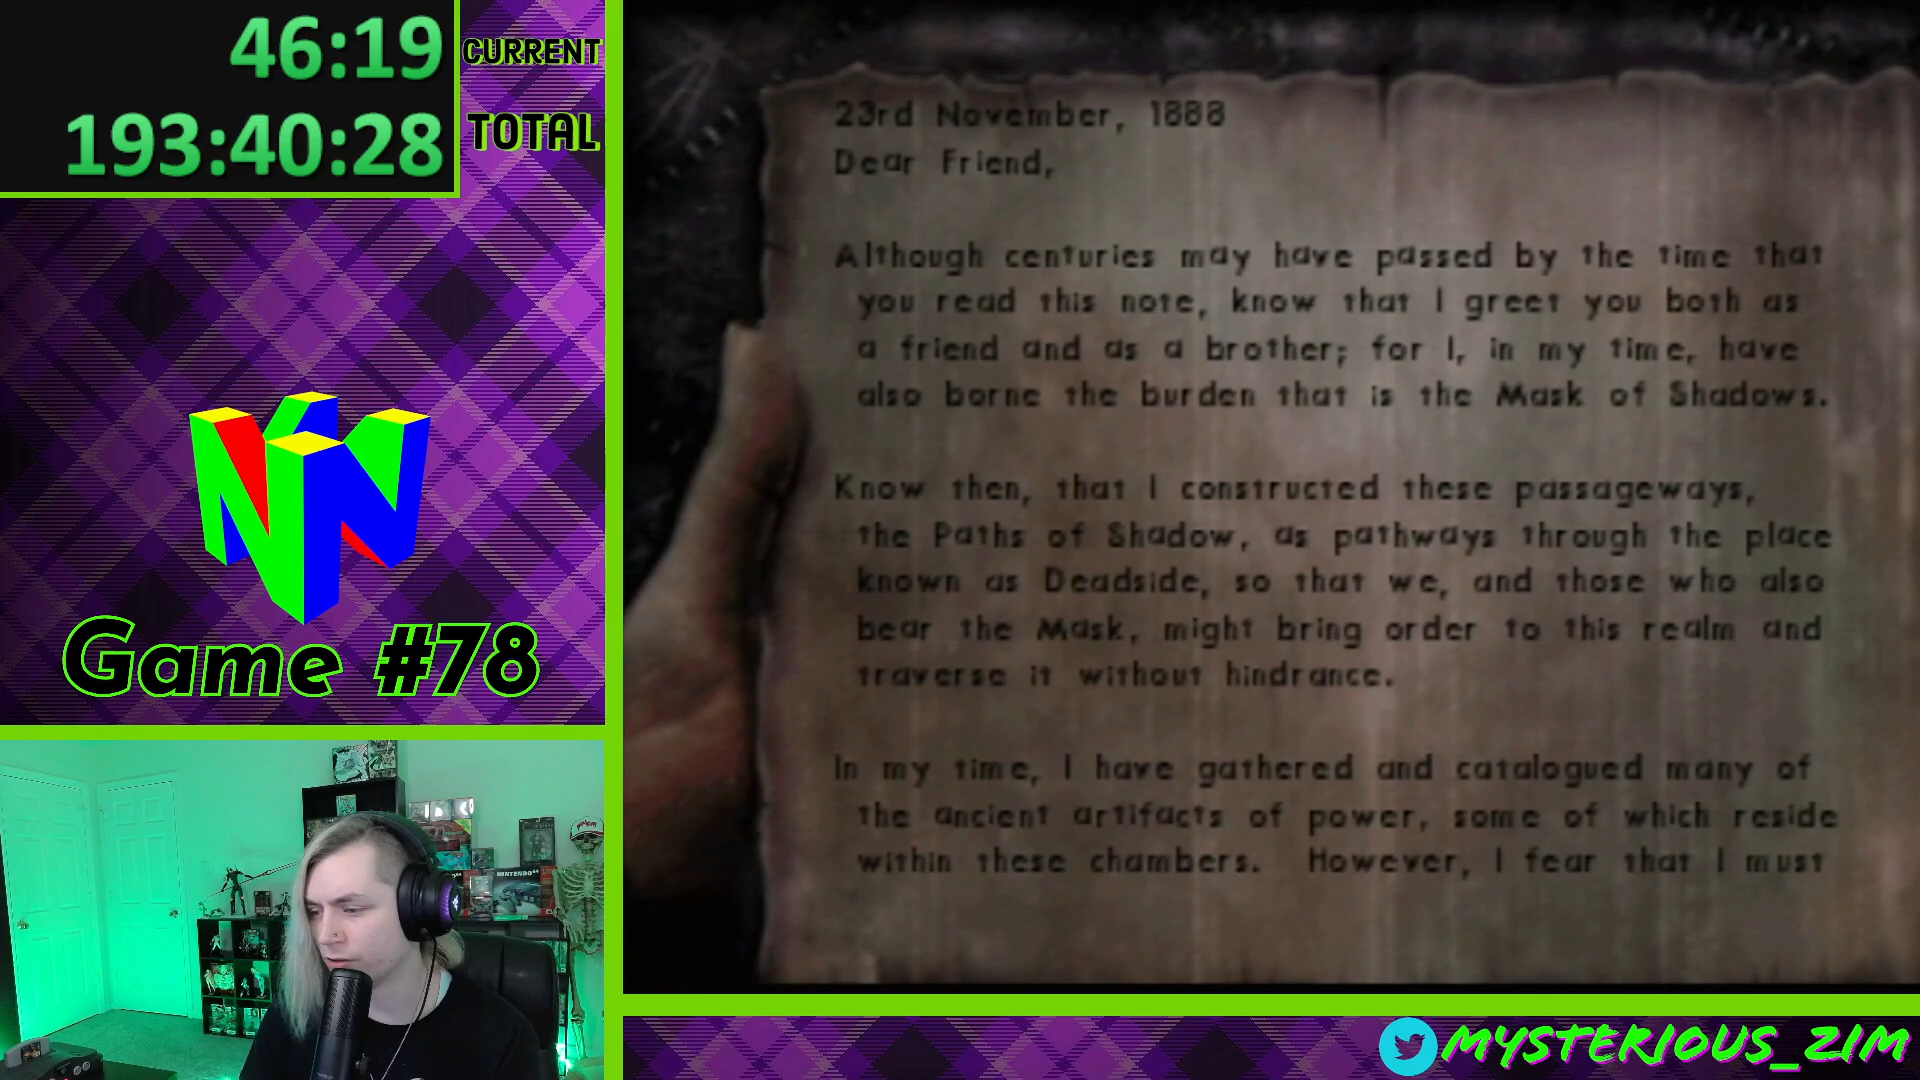 46:19
CURRENT
193:40:28
TOTAL
Game #78
23rd November, 1888
Dear Friend,
Although centuries may have passed by the time that
you read this note, know that I greet you both as
a friend and as a brother; for I, in my time, have
also borne the burden that is the Mask of Shadows.
Know then, that I constructed these passageways,
the Paths of Shadow, as pathways through the place
known as Deadside, so that we, and those who also
bear the Mask, might bring order to this realm and
traverse it without hindrance.
In my time, I have gathered and catalogued many of
the ancient artifacts of power, some of which reside
within these chambers. However, I fear that I must
NINTENDO
MYSTERIOUS_ZIM